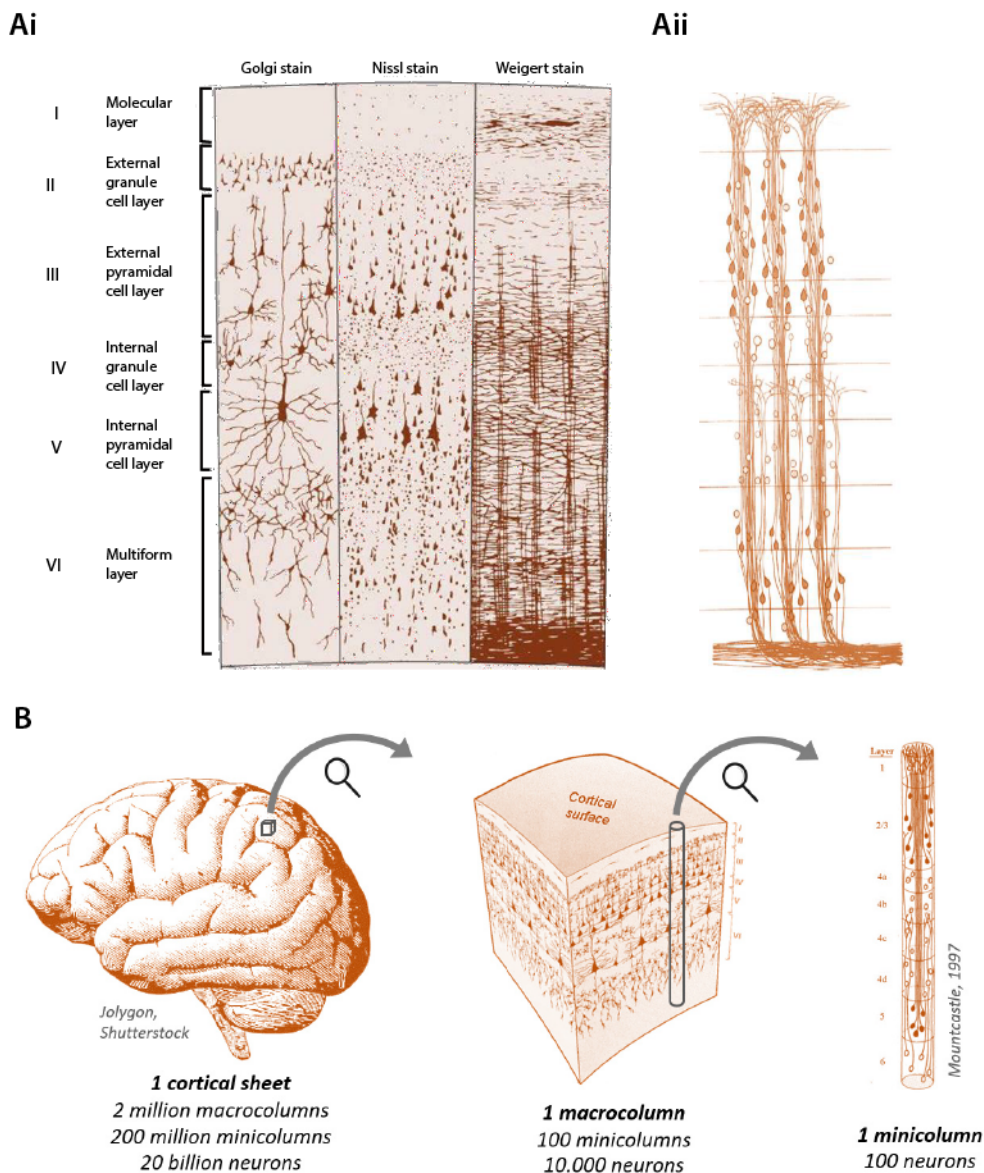 Ai
Aii
Golgi stain
Nissl stain
Weigert stain
I
Molecular
layer
II
External
granule
cell layer
III
External
pyramidal
cell layer
IV
Internal
granule
cell layer
V
Internal
pyramidal
cell layer
VI
Multiform
layer
B
Cortical
surface
Layer
1
2/3
4a
4b
4c
4d
5
6
Mountcastle, 1997
Jolygon,
Shutterstock
1 cortical sheet
2 million macrocolumns
200 million minicolumns
20 billion neurons
1 macrocolumn
100 minicolumns
10.000 neurons
1 minicolumn
100 neurons